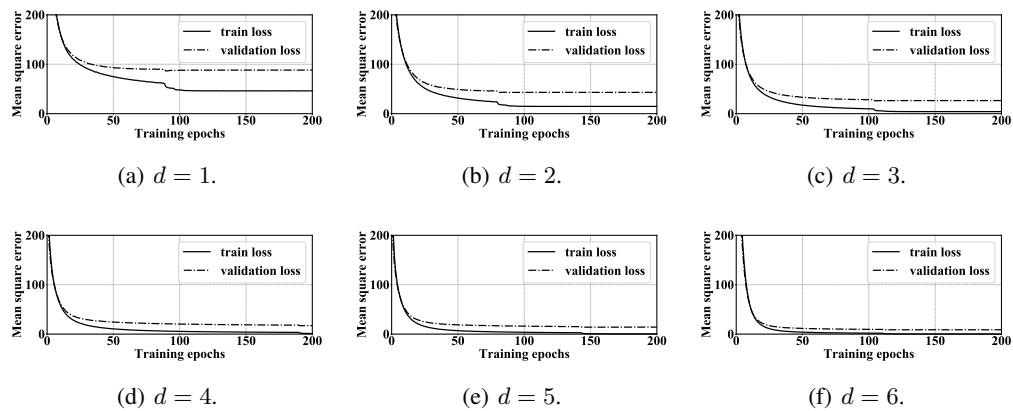 Mean square error
200
100
0
0 50 100 150 200
Training epochs
train loss
validation loss
(a) d = 1.
Mean square error
200
100
0
0 50 100 150 200
Training epochs
train loss
validation loss
(b) d = 2.
Mean square error
200
100
0
0 50 100 150 200
Training epochs
train loss
validation loss
(c) d = 3.
Mean square error
200
100
0
0 50 100 150 200
Training epochs
train loss
validation loss
(d) d = 4.
Mean square error
200
100
0
0 50 100 150 200
Training epochs
train loss
validation loss
(e) d = 5.
Mean square error
200
100
0
0 50 100 150 200
Training epochs
train loss
validation loss
(f) d = 6.